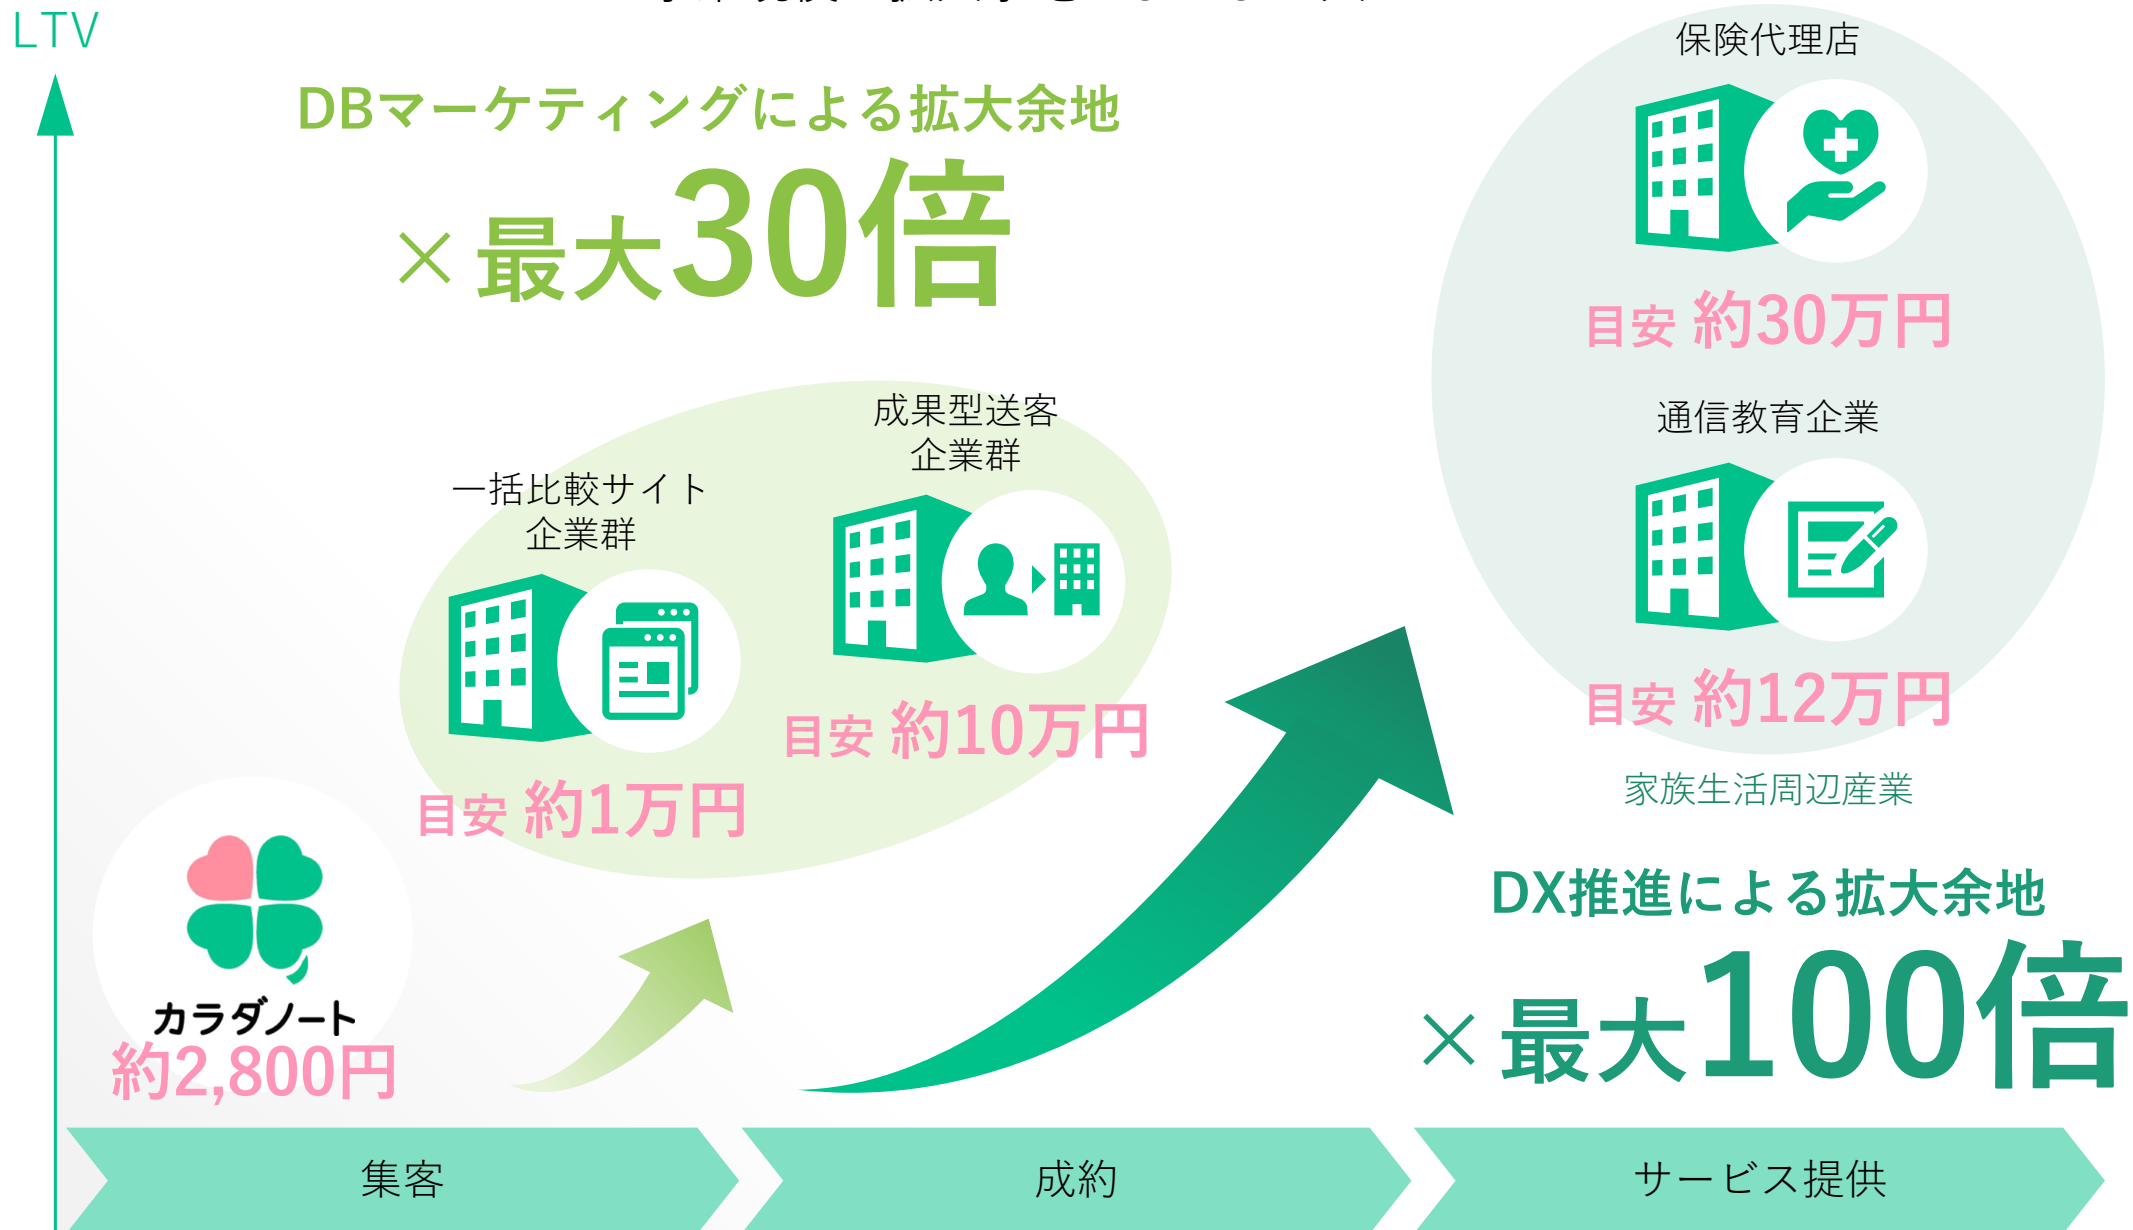 LTV
DBマーケティングによる拡大余地
×最大30倍
保険代理店
目安 約30万円
通信教育企業
目安 約12万円
家族生活周辺産業
成果型送客
企業群
目安 約10万円
一括比較サイト
企業群
目安 約1万円
カラダノート
約2,800円
DX推進による拡大余地
×最大100倍
集客
成約
サービス提供